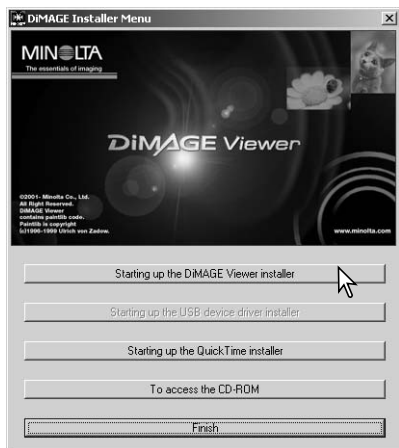 DiMAGE Installer Menu
MINOLTA
The essentials of imaging
DiMAGE Viewer
©2001- Minolta Co., Ltd.
All Right Reserved.
DiMAGE Viewer
contains paintlib code.
Paintlib is copyright
(c)1996-1999 Ulrich von Zadow.
www.minolta.com
Starting up the DiMAGE Viewer installer
Starting up the USB device driver installer
Starting up the QuickTime installer
To access the CD-ROM
Finish